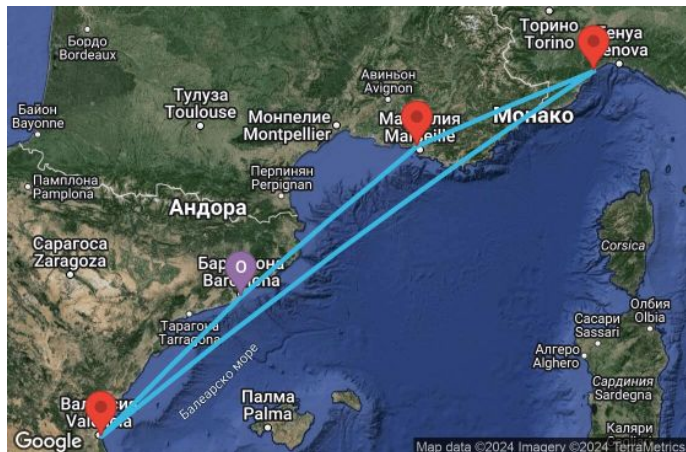 Бордо
Bordeaux
Торино
Torino
Генуа
Genova
Тулуза
Toulouse
Авиньон
Avignon
Байон
Bayonne
Монпелие
Montpellier
Marseille
Монако
Перпинян
Perpignan
Памплона
Pamplona
Андора
Сарагоса
Zaragoza
O
Corsica
Тарагона
Tarragona
Олбия
Olbia
Сасари
Sassari
Балеарско море
Алгеро
Alghero
Палма
Palma
Сардиния
Sardegna
Каляри
Google
Map data ©2024 Imagery ©2024 TerraMetrics